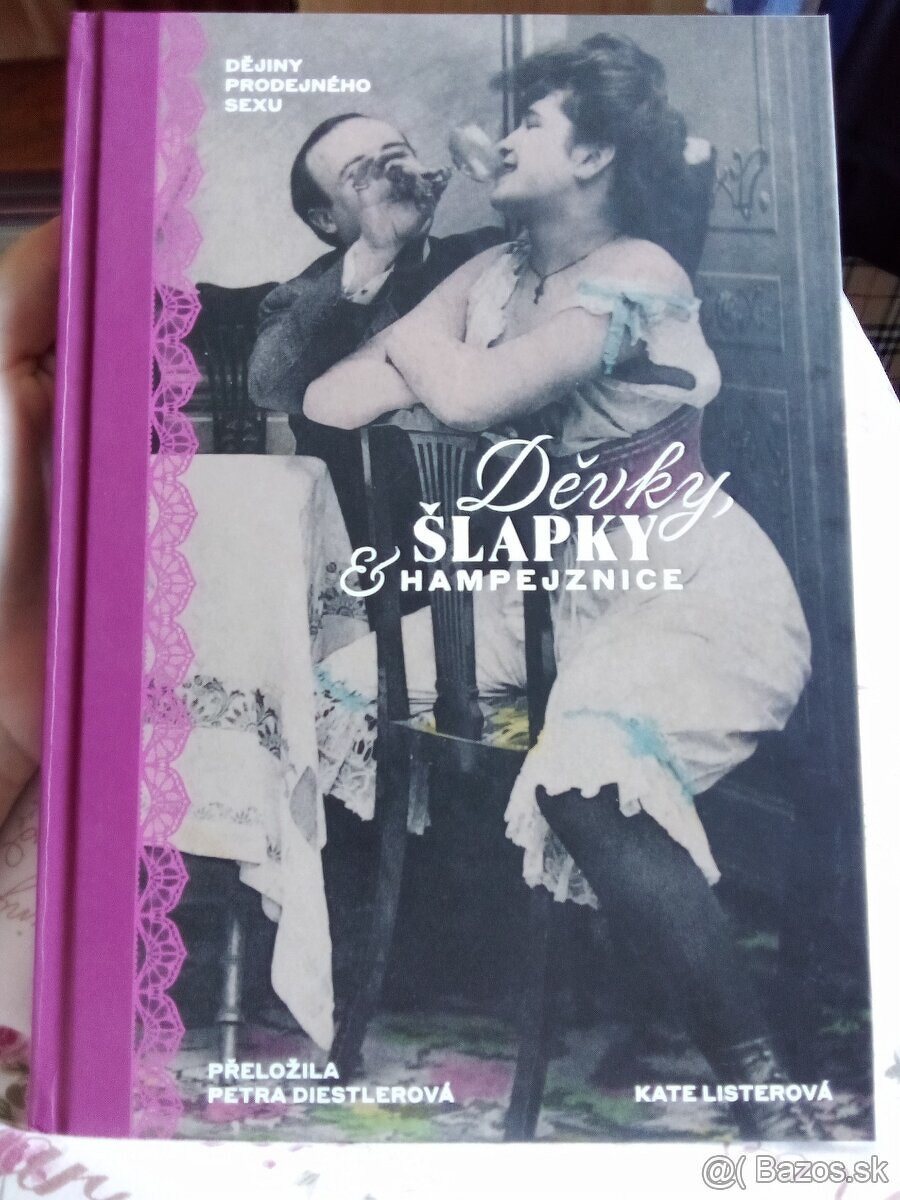 DĚJINY
PRODEJNÉHO
SEXU
Děvky,
ŠLAPKY
& HAMPEJZNICE
PŘELOŽILA
PETRA DIESTLEROVÁ
KATE LISTEROVÁ
@( Bazos.sk